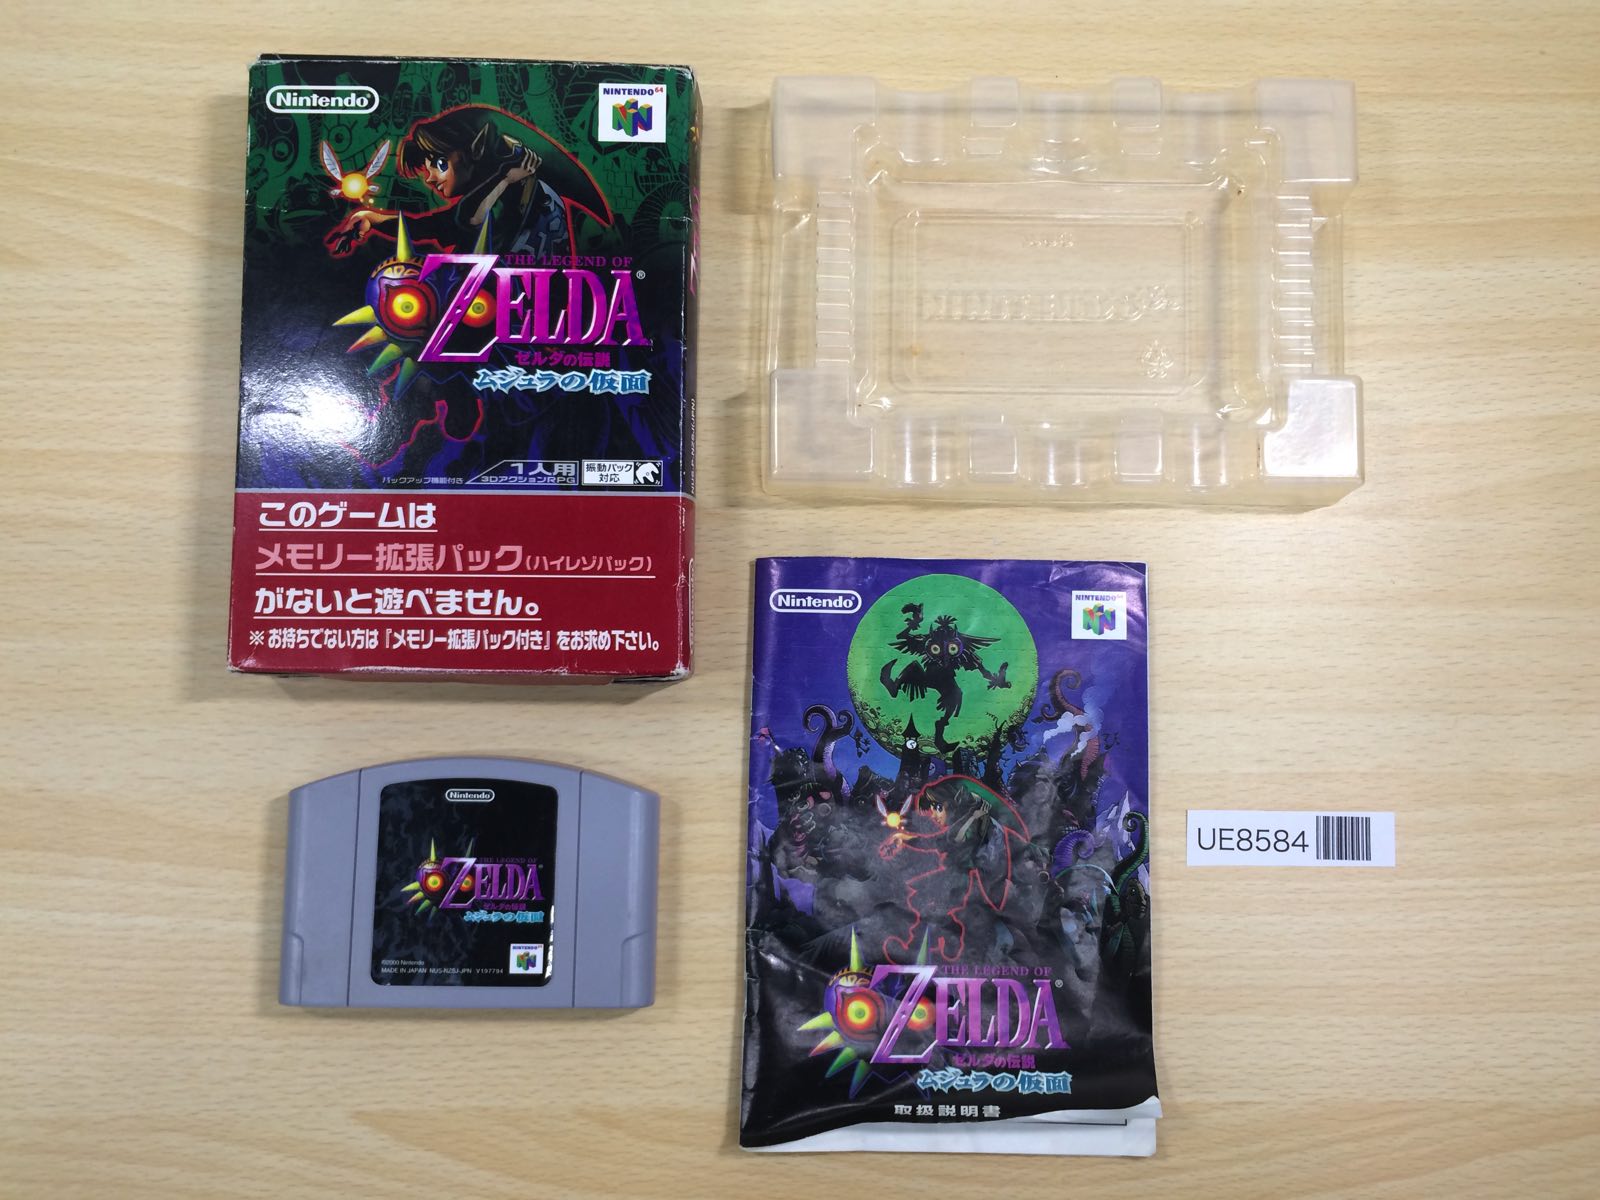 Nintendo®
NINTENDO 64
THE LEGEND OF
ZELDA®
ゼルダの伝説
ムジュラの仮面
バックアップ機能付き
1人用
3DアクションRPG
振動パック
対応
このゲームは
メモリー拡張パック(ハイレゾパック)
がないと遊べません。
※お持ちでない方は『メモリー拡張パック付き』をお求め下さい。
Nintendo®
NINTENDO 64
THE LEGEND OF
ZELDA®
ゼルダの伝説
ムジュラの仮面
取扱説明書
Nintendo®
THE LEGEND OF
ZELDA®
ゼルダの伝説
ムジュラの仮面
NINTENDO 64
©2000 Nintendo
MADE IN JAPAN NUS-NZSJ-JPN V197794
UE8584